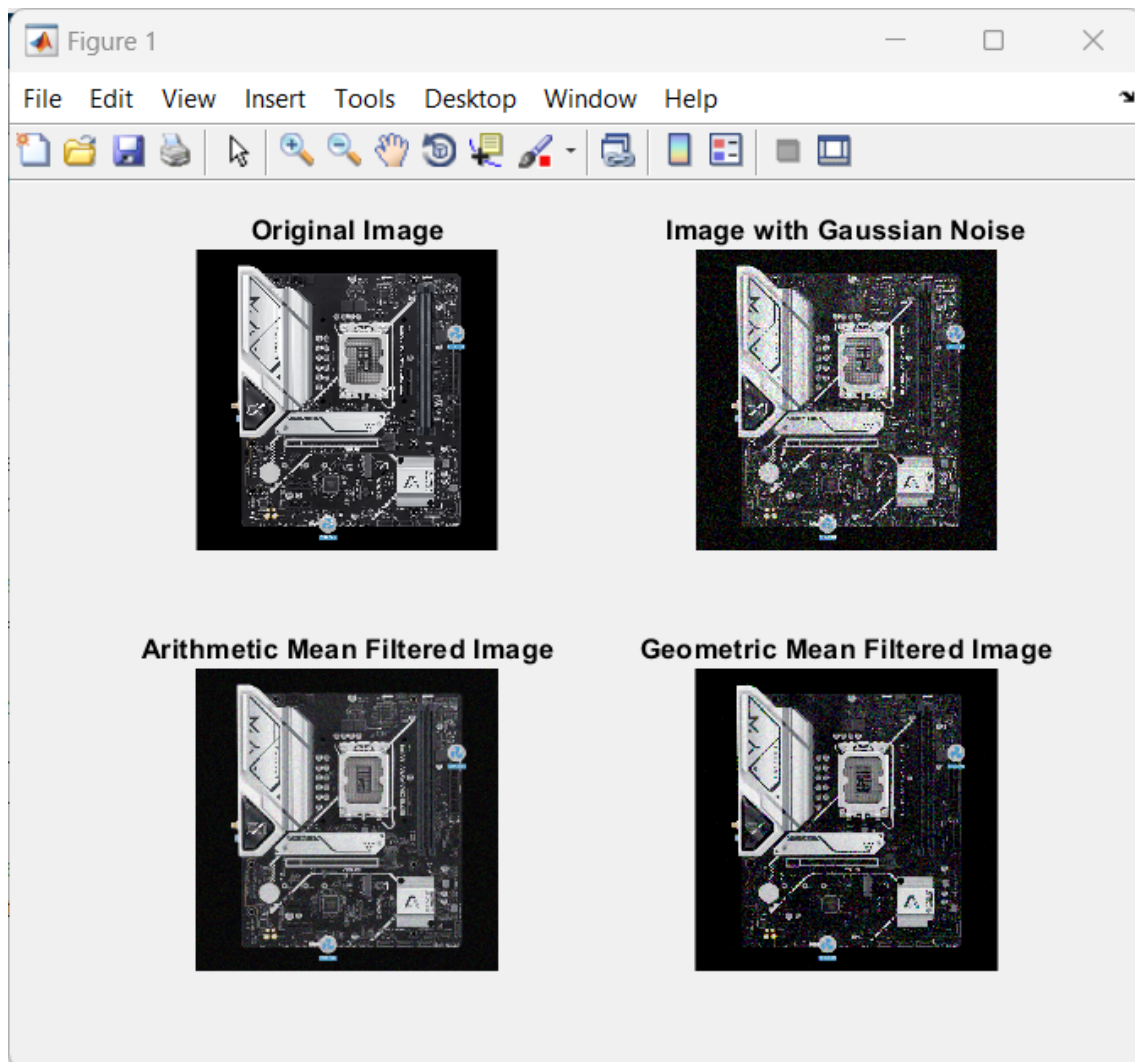 Figure 1
File Edit View Insert Tools Desktop Window Help
Original Image
Image with Gaussian Noise
Arithmetic Mean Filtered Image
Geometric Mean Filtered Image